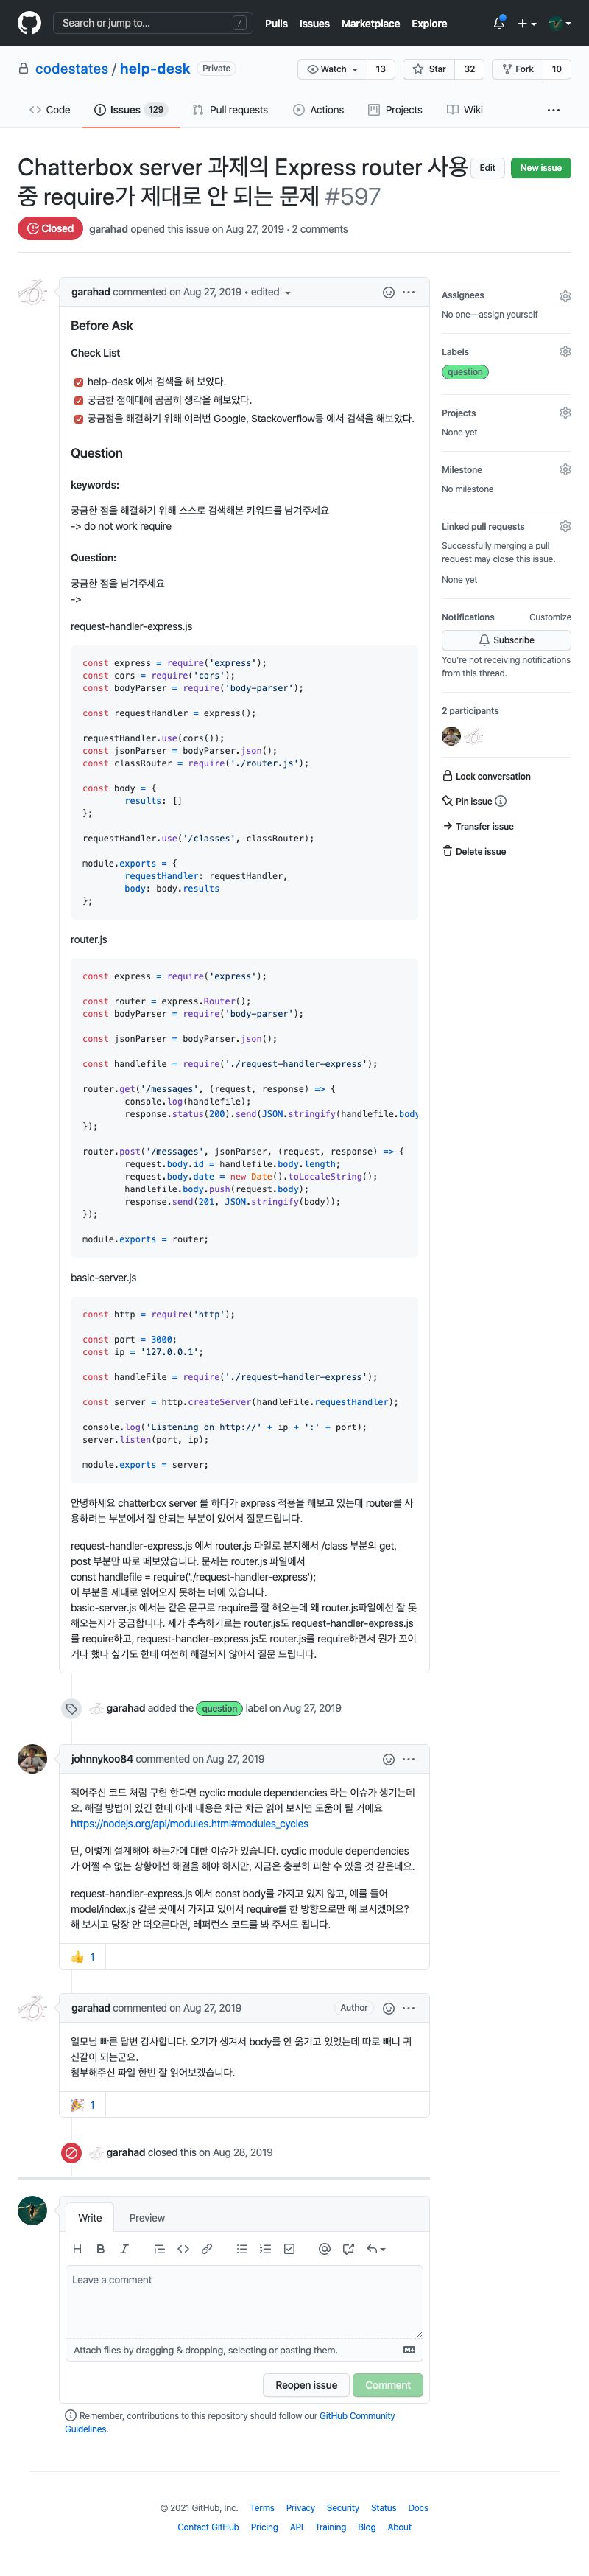 Search or jump to... /
Pulls Issues Marketplace Explore
codestates / help-desk Private
Watch 13 Star 32 Fork 10
Code Issues 129 Pull requests Actions Projects Wiki ...
Chatterbox server 과제의 Express router 사용
중 require가 제대로 안 되는 문제 #597
Edit New issue
Closed garahad opened this issue on Aug 27, 2019 · 2 comments
garahad commented on Aug 27, 2019 • edited
Before Ask
Check List
help-desk 에서 검색을 해 보았다.
궁금한 점에대해 곰곰히 생각을 해보았다.
궁금점을 해결하기 위해 여러번 Google, Stackoverflow등 에서 검색을 해보았다.
Question
keywords:
궁금한 점을 해결하기 위해 스스로 검색해본 키워드를 남겨주세요
-> do not work require
Question:
궁금한 점을 남겨주세요
->
request-handler-express.js
const express = require('express');
const cors = require('cors');
const bodyParser = require('body-parser');
const requestHandler = express();
requestHandler.use(cors());
const jsonParser = bodyParser.json();
const classRouter = require('./router.js');
const body = {
results: []
};
requestHandler.use('/classes', classRouter);
module.exports = {
requestHandler: requestHandler,
body: body.results
};
router.js
const express = require('express');
const router = express.Router();
const bodyParser = require('body-parser');
const jsonParser = bodyParser.json();
const handlefile = require('./request-handler-express');
router.get('/messages', (request, response) => {
console.log(handlefile);
response.status(200).send(JSON.stringify(handlefile.body
});
router.post('/messages', jsonParser, (request, response) => {
request.body.id = handlefile.body.length;
request.body.date = new Date().toLocaleString();
handlefile.body.push(request.body);
response.send(201, JSON.stringify(body));
});
module.exports = router;
basic-server.js
const http = require('http');
const port = 3000;
const ip = '127.0.0.1';
const handleFile = require('./request-handler-express');
const server = http.createServer(handleFile.requestHandler);
console.log('Listening on http://' + ip + ':' + port);
server.listen(port, ip);
module.exports = server;
안녕하세요 chatterbox server 를 하다가 express 적용을 해보고 있는데 router를 사
용하려는 부분에서 잘 안되는 부분이 있어서 질문드립니다.
request-handler-express.js 에서 router.js 파일로 분지해서 /class 부분의 get,
post 부분만 따로 떼보았습니다. 문제는 router.js 파일에서
const handlefile = require('./request-handler-express');
이 부분을 제대로 읽어오지 못하는 데에 있습니다.
basic-server.js 에서는 같은 문구로 require를 잘 해오는데 왜 router.js파일에선 잘 못
해오는지가 궁금합니다. 제가 추측하기로는 router.js도 request-handler-express.js
를 require하고, request-handler-express.js도 router.js를 require하면서 뭔가 꼬이
거나 했나 싶기도 한데 여전히 해결되지 않아서 질문 드립니다.
Assignees
No one—assign yourself
Labels
question
Projects
None yet
Milestone
No milestone
Linked pull requests
Successfully merging a pull
request may close this issue.
None yet
Notifications Customize
Subscribe
You're not receiving notifications
from this thread.
2 participants
Lock conversation
Pin issue
Transfer issue
Delete issue
garahad added the question label on Aug 27, 2019
johnnykoo84 commented on Aug 27, 2019
적어주신 코드 처럼 구현 한다면 cyclic module dependencies 라는 이슈가 생기는데
요. 해결 방법이 있긴 한데 아래 내용은 차근 차근 읽어 보시면 도움이 될 거에요
https://nodejs.org/api/modules.html#modules_cycles
단, 이렇게 설계해야 하는가에 대한 이슈가 있습니다. cyclic module dependencies
가 어쩔 수 없는 상황에선 해결을 해야 하지만, 지금은 충분히 피할 수 있을 것 같은데요.
request-handler-express.js 에서 const body를 가지고 있지 않고, 예를 들어
model/index.js 같은 곳에서 가지고 있어서 require를 한 방향으로만 해 보시겠어요?
해 보시고 당장 안 떠오른다면, 레퍼런스 코드를 봐 주셔도 됩니다.
👍 1
garahad commented on Aug 27, 2019 Author
일모님 빠른 답변 감사합니다. 오기가 생겨서 body를 안 옮기고 있었는데 따로 빼니 귀
신같이 되는군요.
첨부해주신 파일 한번 잘 읽어보겠습니다.
🎉 1
garahad closed this on Aug 28, 2019
Write Preview
Leave a comment
Attach files by dragging & dropping, selecting or pasting them.
Reopen issue Comment
Remember, contributions to this repository should follow our GitHub Community
Guidelines.
© 2021 GitHub, Inc. Terms Privacy Security Status Docs
Contact GitHub Pricing API Training Blog About